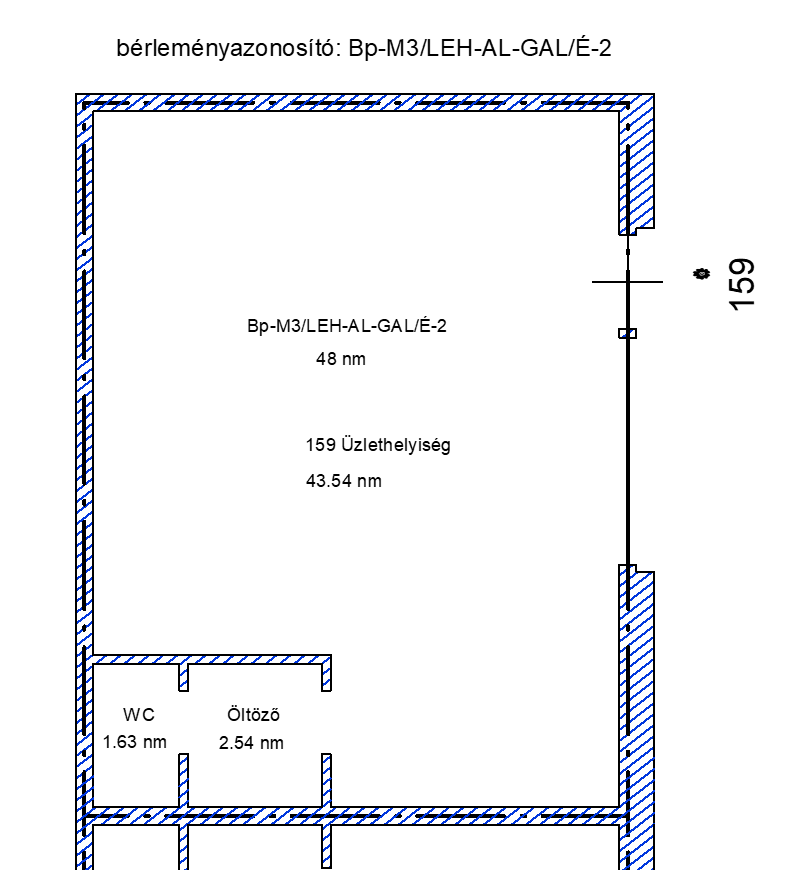 bérleményazonosító: Bp-M3/LEH-AL-GAL/É-2
159
Bp-M3/LEH-AL-GAL/É-2
48 nm
159 Üzlethelyiség
43.54 nm
WC
1.63 nm
Öltöző
2.54 nm